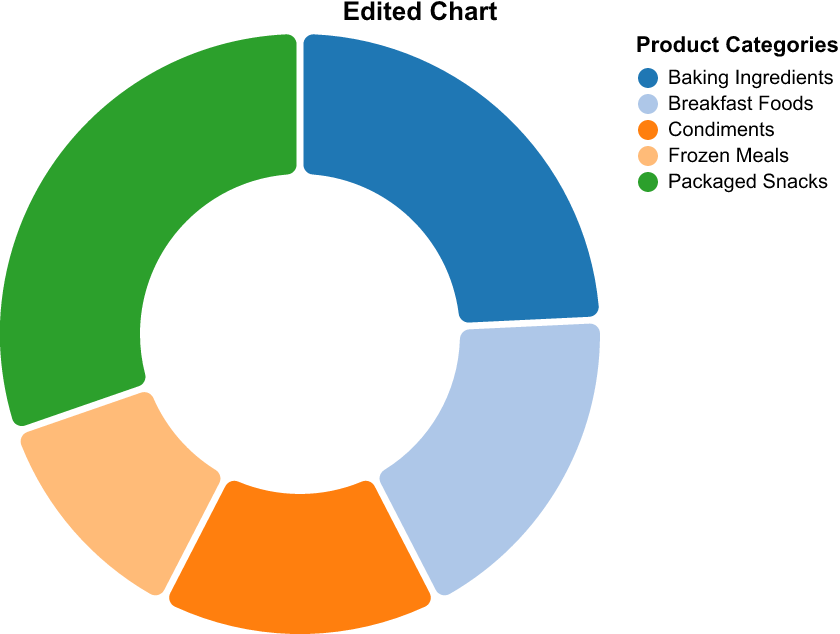 Edited Chart
Product Categories
Baking Ingredients
Breakfast Foods
Condiments
Frozen Meals
Packaged Snacks